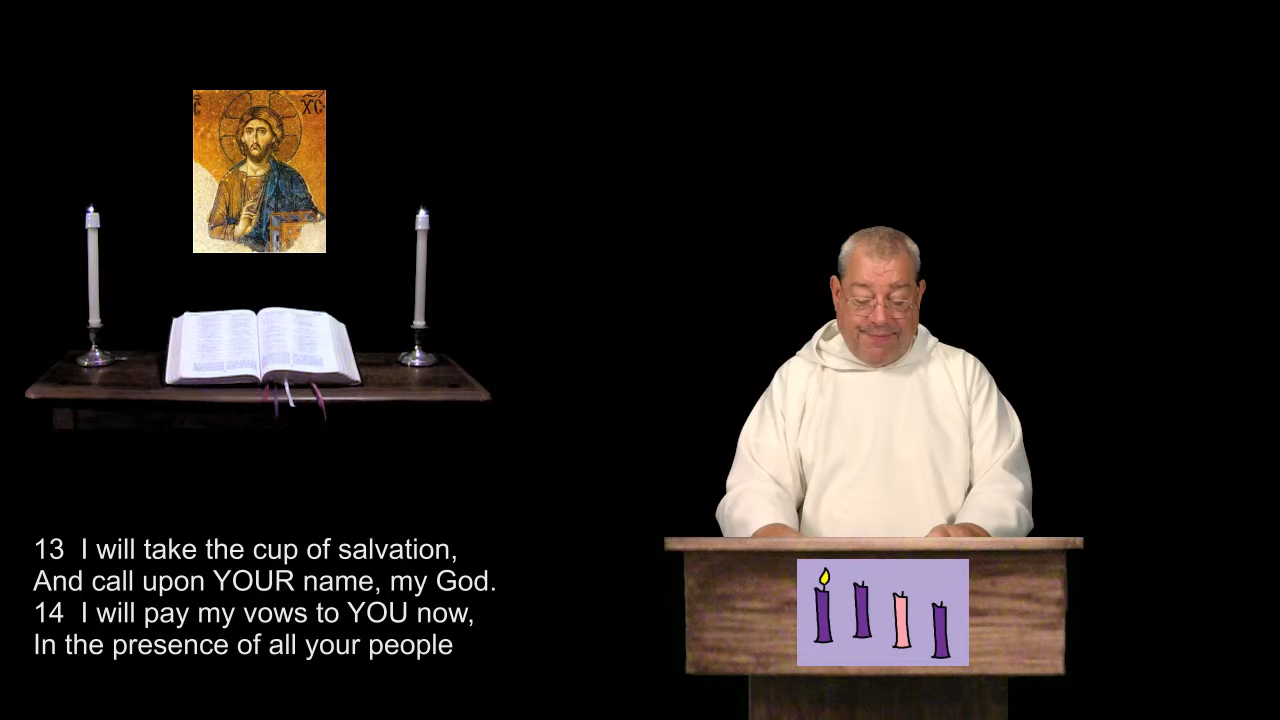 XC
13 I will take the cup of salvation,
And call upon YOUR name, my God.
14 I will pay my vows to YOU now,
In the presence of all your people